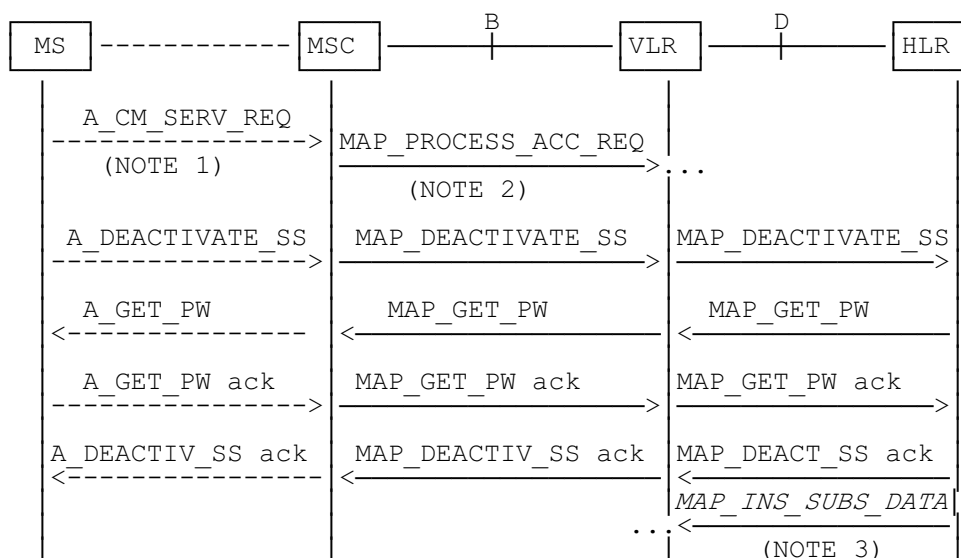 B D
MS MSC VLR HLR
A_CM_SERV_REQ
MAP_PROCESS_ACC_REQ
(NOTE 1) ...
(NOTE 2)
A_DEACTIVATE_SS MAP_DEACTIVATE_SS MAP_DEACTIVATE_SS
A_GET_PW MAP_GET_PW MAP_GET_PW
A_GET_PW ack MAP_GET_PW ack MAP_GET_PW ack
A_DEACTIV_SS ack MAP_DEACTIV_SS ack MAP_DEACT_SS ack
MAP_INS_SUBS_DATA
...
(NOTE 3)